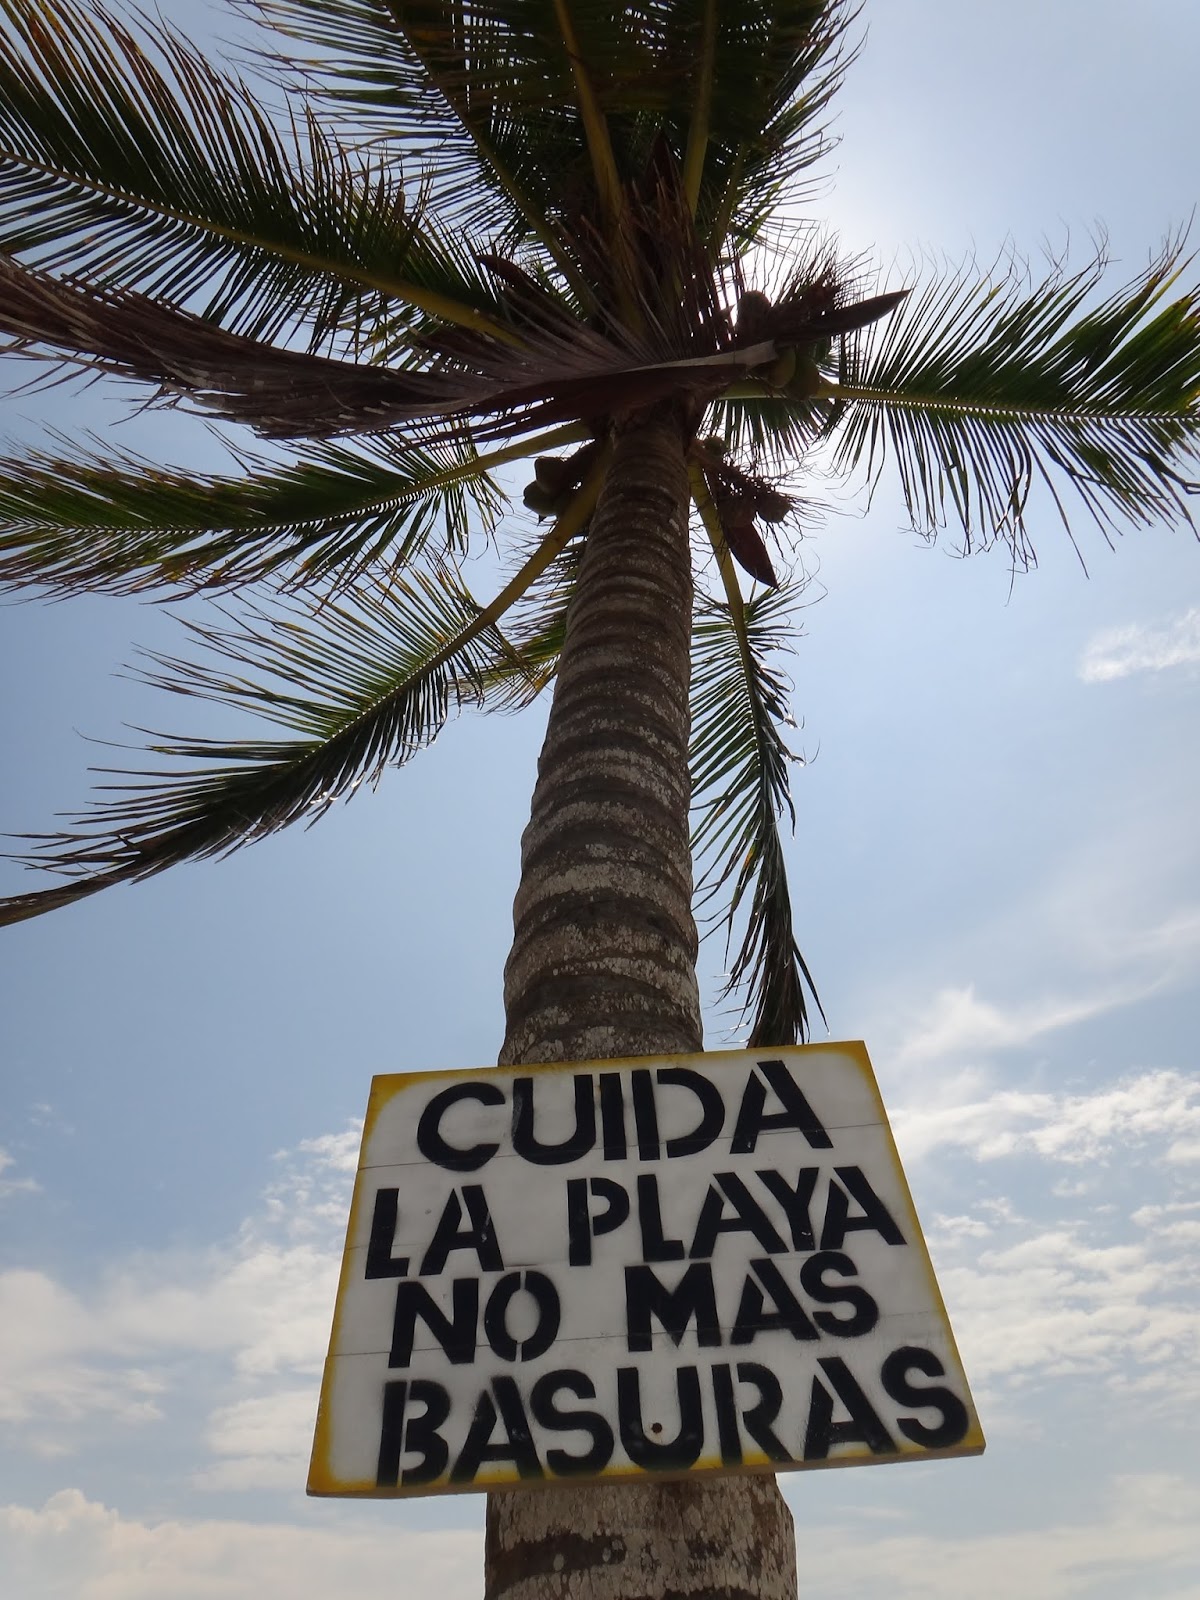 CUIDA
LA PLAYA
NO MAS
BASURAS